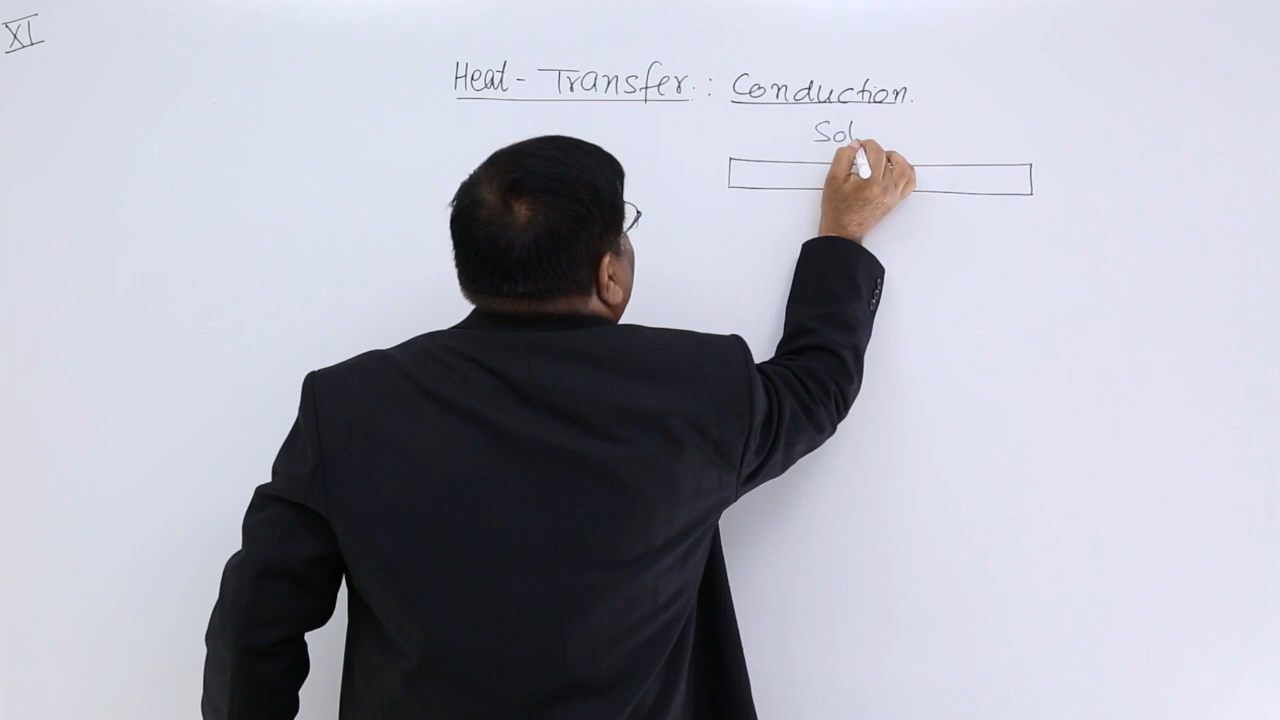 XI
Heat - Transfer : Conduction.
Sol